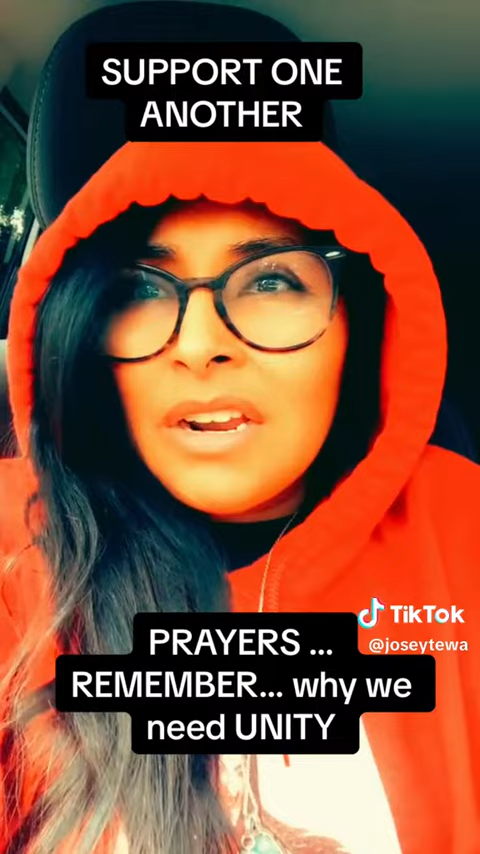 SUPPORT ONE
ANOTHER
TikTok
@joseytewa
PRAYERS ...
REMEMBER... why we
need UNITY